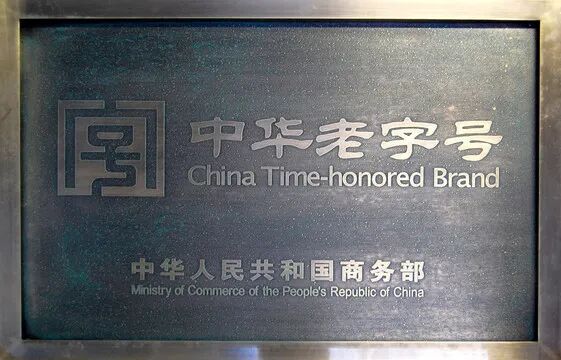 中华老字号
China Time-honored Brand
中华人民共和国商务部
Ministry of Commerce of the People's Republic of China